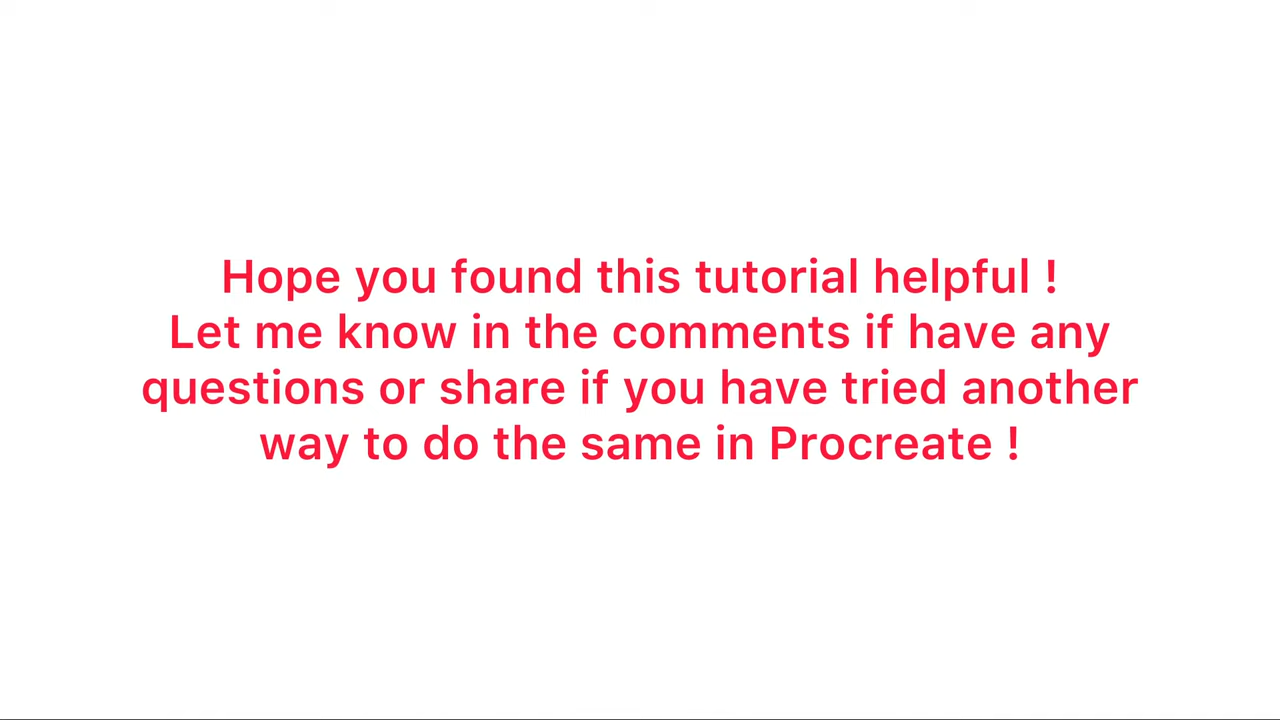 Hope you found this tutorial helpful !
Let me know in the comments if have any
questions or share if you have tried another
way to do the same in Procreate !